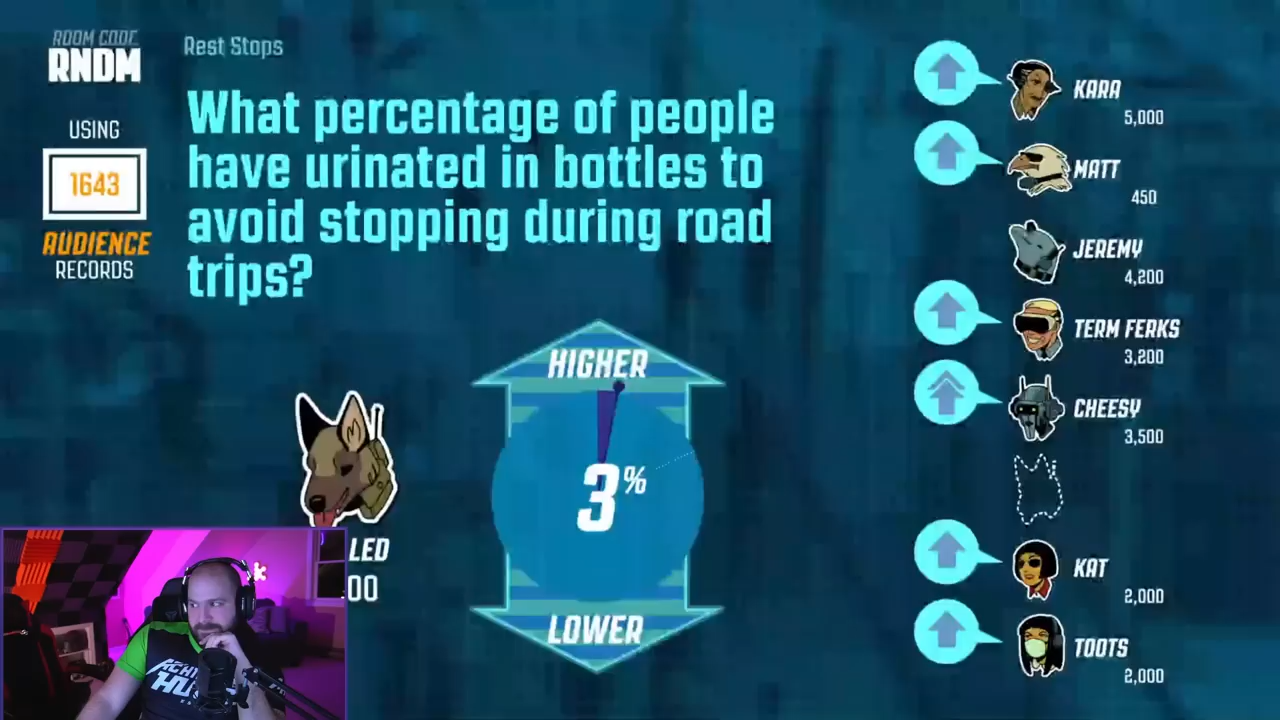 ROOM CODE
RNDM
USING
1643
AUDIENCE
RECORDS
Rest Stops
What percentage of people
have urinated in bottles to
avoid stopping during road
trips?
HIGHER
3%
LOWER
LED
00
KARA
5,000
MATT
450
JEREMY
4,200
TERM FERKS
3,200
CHEESY
3,500
KAT
2,000
TOOTS
2,000